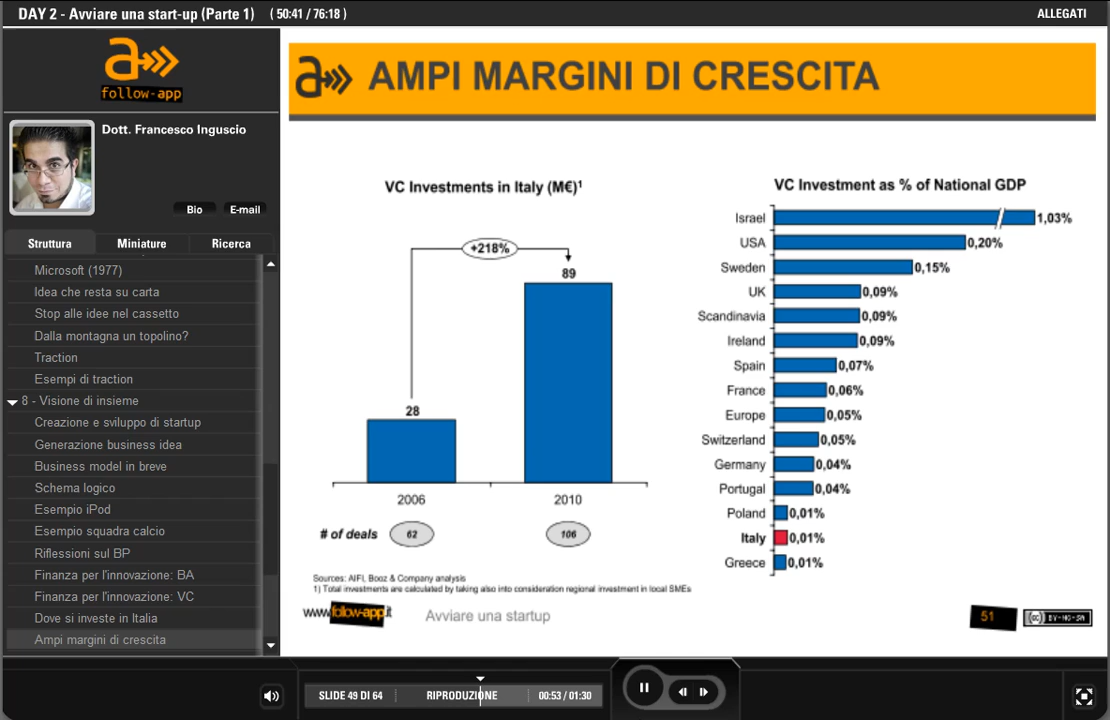 DAY 2 - Avviare una start-up (Parte 1) ( 50:41 / 76:18 )
ALLEGATI
a
follow-app
Dott. Francesco Inguscio
Bio
E-mail
Struttura
Miniature
Ricerca
Microsoft (1977)
Idea che resta su carta
Stop alle idee nel cassetto
Dalla montagna un topolino?
Traction
Esempi di traction
8 - Visione di insieme
Creazione e sviluppo di startup
Generazione business idea
Business model in breve
Schema logico
Esempio iPod
Esempio squadra calcio
Riflessioni sul BP
Finanza per l'innovazione: BA
Finanza per l'innovazione: VC
Dove si investe in Italia
Ampi margini di crescita
a AMPI MARGINI DI CRESCITA
VC Investments in Italy (M€)¹
+218%
89
28
2006
2010
# of deals
62
106
VC Investment as % of National GDP
Israel 1,03%
USA 0,20%
Sweden 0,15%
UK 0,09%
Scandinavia 0,09%
Ireland 0,09%
Spain 0,07%
France 0,06%
Europe 0,05%
Switzerland 0,05%
Germany 0,04%
Portugal 0,04%
Poland 0,01%
Italy 0,01%
Greece 0,01%
Sources: AIFI, Booz & Company analysis
1) Total investments are calculated by taking also into consideration regional investment in local SMEs
www.follow-app.it
Avviare una startup
51
(cc) BY-NC-SA
SLIDE 49 DI 64
RIPRODUZIONE
00:53 / 01:30